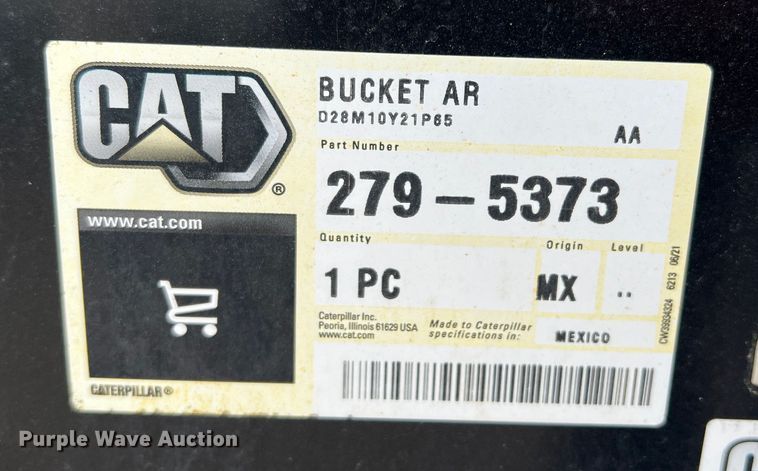 CAT
®
BUCKET AR
D28M10Y21P65
AA
Part Number
279-5373
www.cat.com
Quantity
Origin
Level
1 PC
MX
..
Caterpillar Inc.
Peoria, Illinois 61629 USA
www.cat.com
Made to Caterpillar
specifications in:
MEXICO
CATERPILLAR®
CW39934324 6213 06/21
Purple Wave Auction